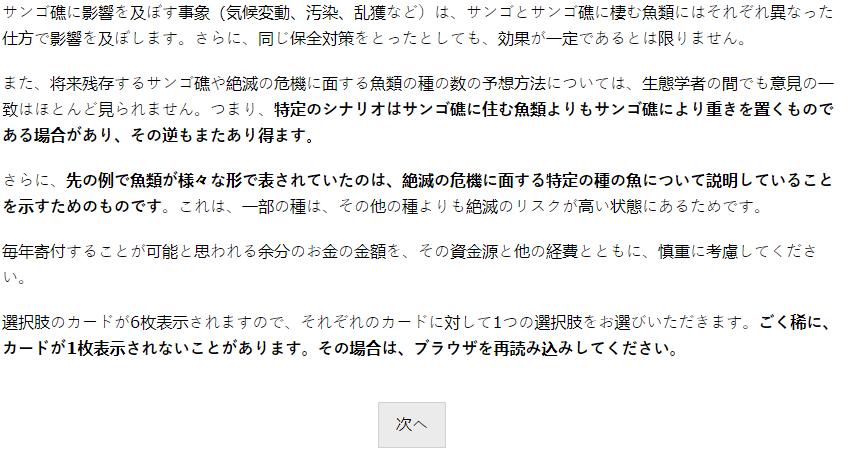 サンゴ礁に影響を及ぼす事象（気候変動、汚染、乱獲など）は、サンゴとサンゴ礁に棲む魚類にはそれぞれ異なった
仕方で影響を及ぼします。さらに、同じ保全対策をとったとしても、効果が一定であるとは限りません。
また、将来残存するサンゴ礁や絶滅の危機に面する魚類の種の数の予想方法については、生態学者の間でも意見の一
致はほとんど見られません。つまり、特定のシナリオはサンゴ礁に住む魚類よりもサンゴ礁により重きを置くもので
ある場合があり、その逆もまたあり得ます。
さらに、先の例で魚類が様々な形で表されていたのは、絶滅の危機に面する特定の種の魚について説明していること
を示すためのものです。これは、一部の種は、その他の種よりも絶滅のリスクが高い状態にあるためです。
毎年寄付することが可能と思われる余分のお金の金額を、その資金源と他の経費とともに、慎重に考慮してくださ
い。
選択肢のカードが6枚表示されますので、それぞれのカードに対して1つの選択肢をお選びいただきます。ごく稀に、
カードが1枚表示されないことがあります。その場合は、ブラウザを再読み込みしてください。
次へ